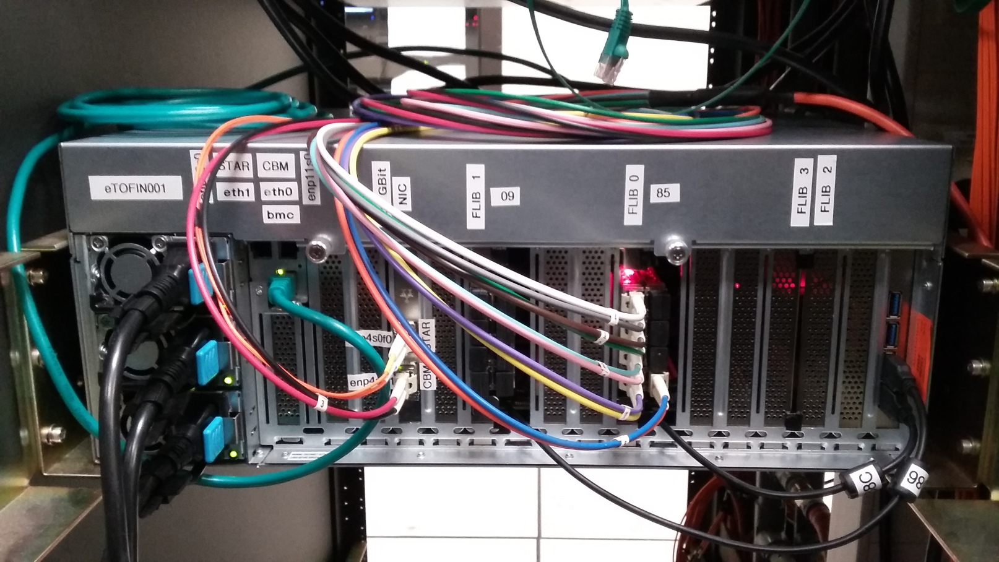 eTOFIN001
STAR
CBM
eth1
eth0
bmc
enp11s0
GBit
NIC
FLIB 1
09
FLIB 0
85
FLIB 3
FLIB 2
STAR
CBM
3
8C
98